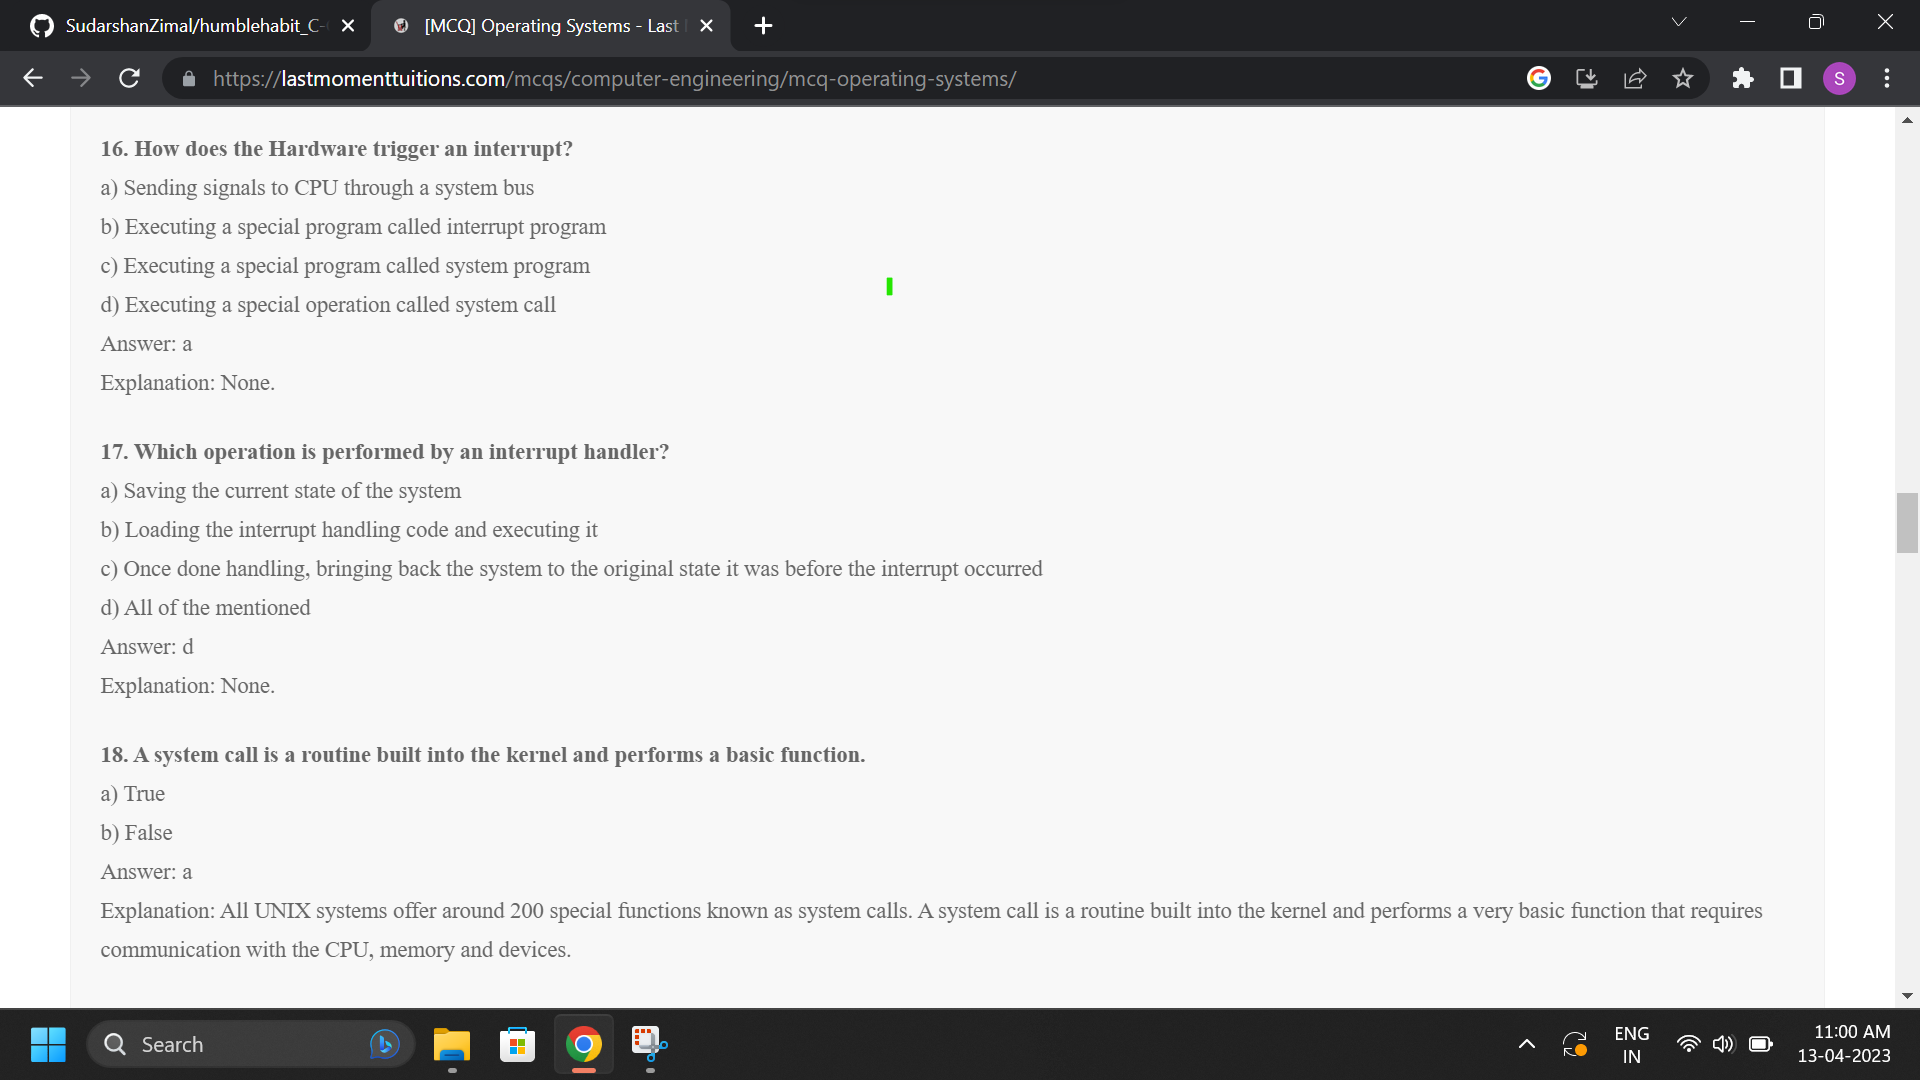 SudarshanZimal/humblehabit_C-
[MCQ] Operating Systems - Last
https://lastmomenttuitions.com/mcqs/computer-engineering/mcq-operating-systems/
S
16. How does the Hardware trigger an interrupt?
a) Sending signals to CPU through a system bus
b) Executing a special program called interrupt program
c) Executing a special program called system program
d) Executing a special operation called system call
Answer: a
Explanation: None.
17. Which operation is performed by an interrupt handler?
a) Saving the current state of the system
b) Loading the interrupt handling code and executing it
c) Once done handling, bringing back the system to the original state it was before the interrupt occurred
d) All of the mentioned
Answer: d
Explanation: None.
18. A system call is a routine built into the kernel and performs a basic function.
a) True
b) False
Answer: a
Explanation: All UNIX systems offer around 200 special functions known as system calls. A system call is a routine built into the kernel and performs a very basic function that requires
communication with the CPU, memory and devices.
Search
ENG
IN
11:00 AM
13-04-2023